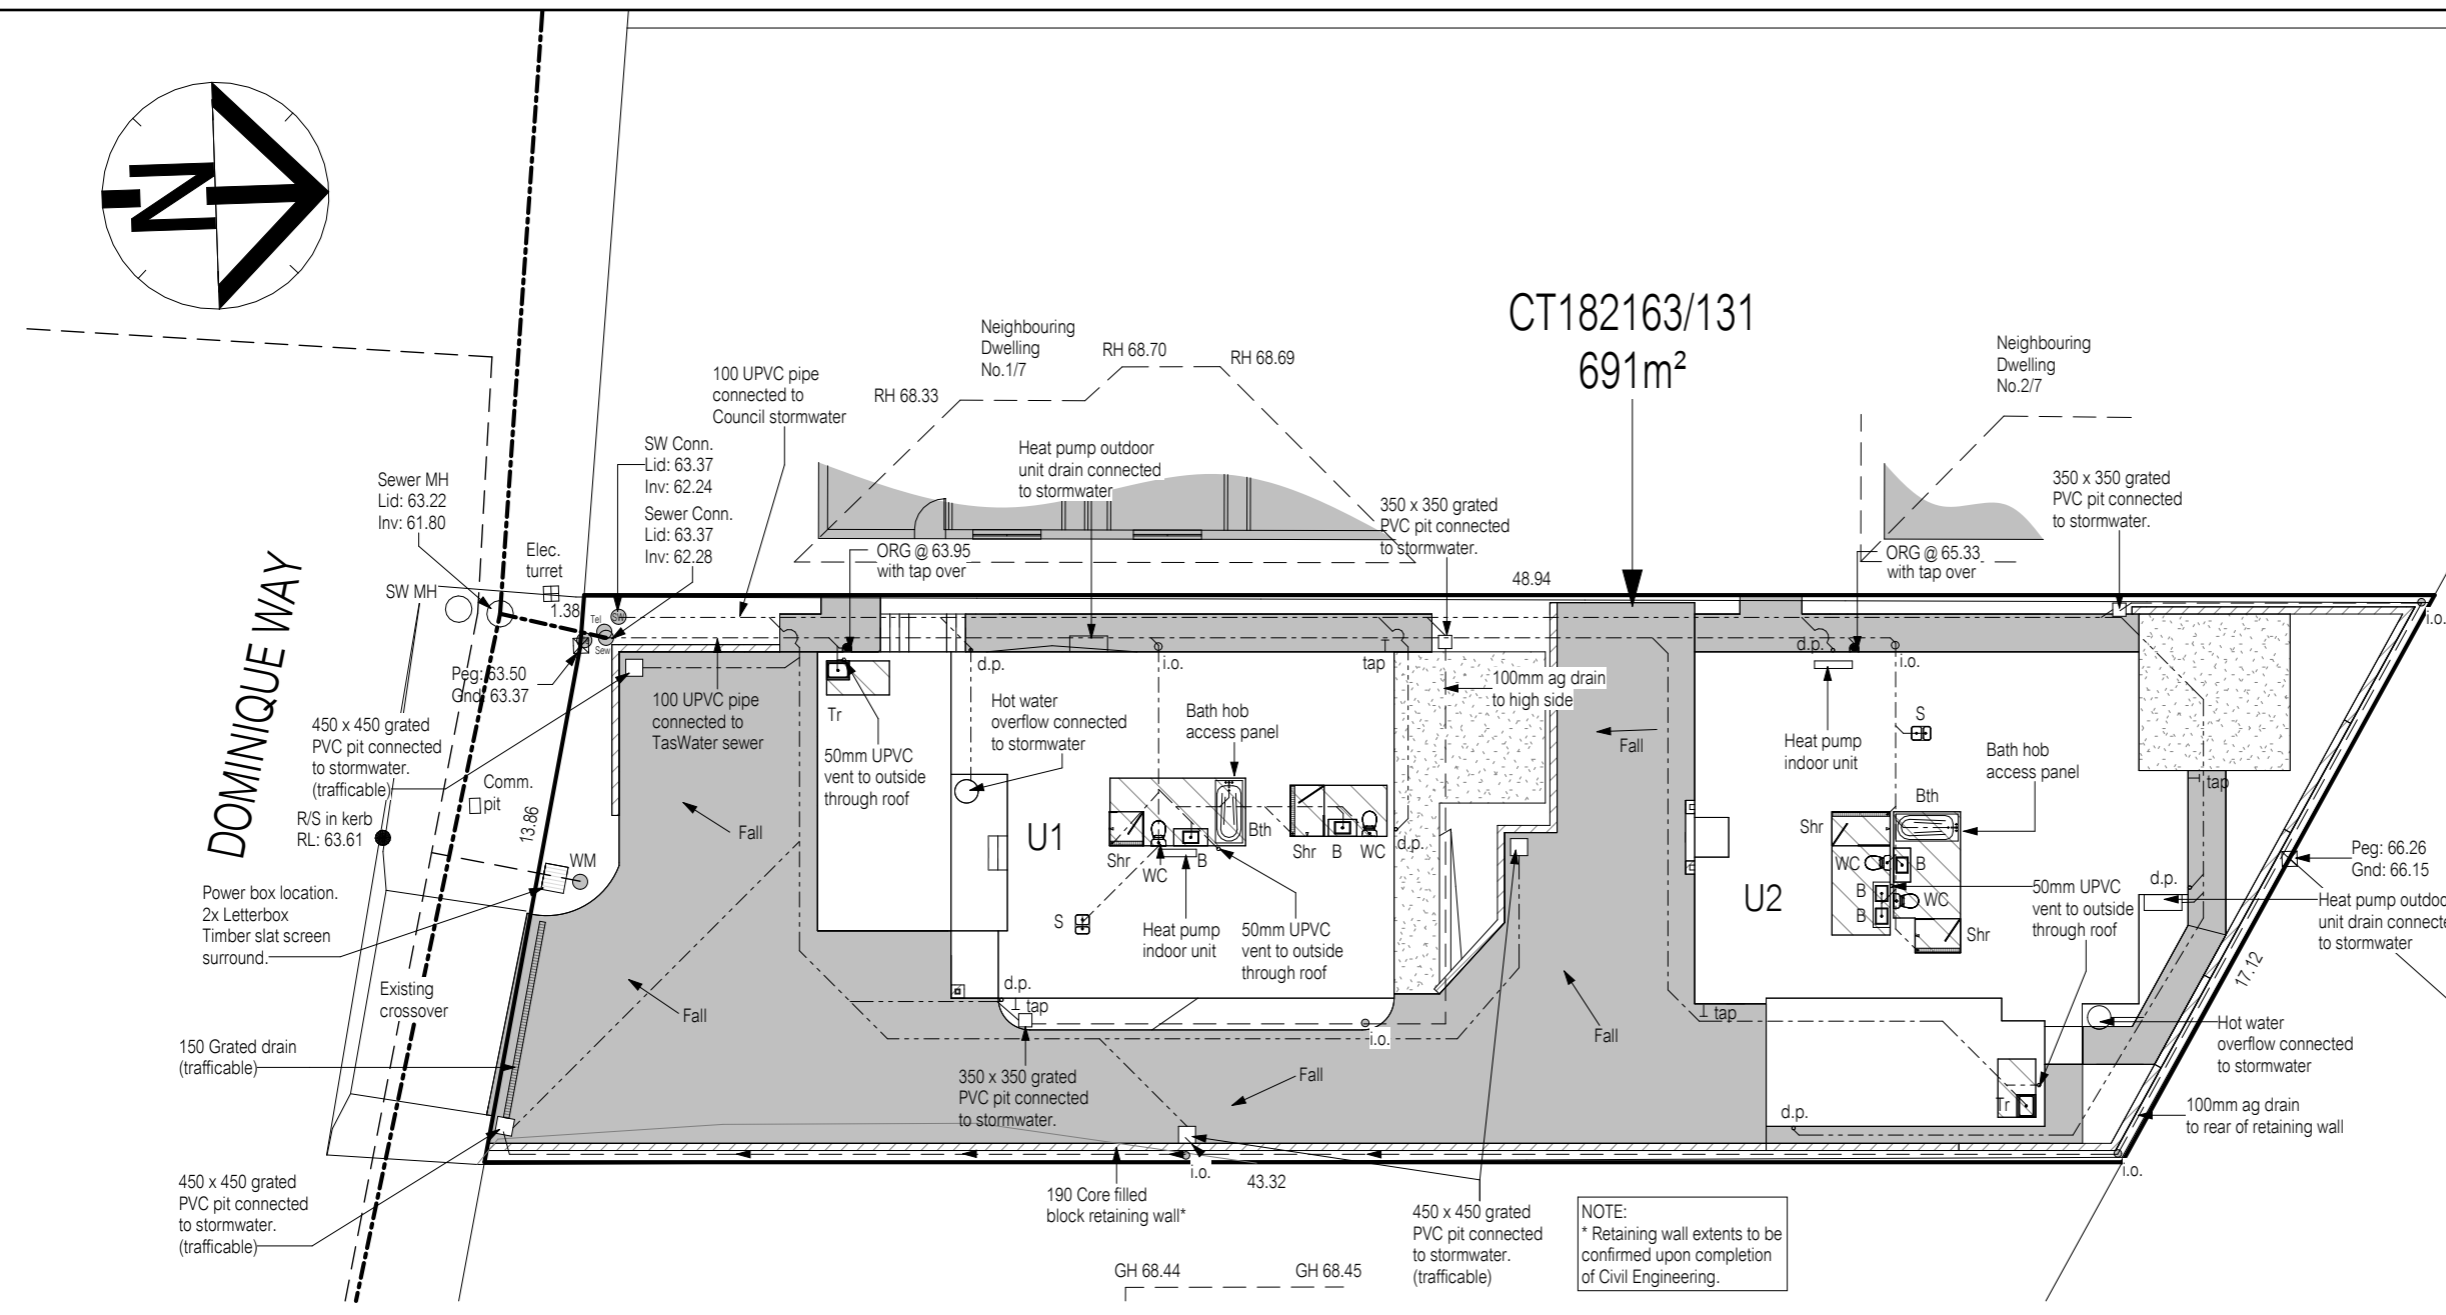 N
CT182163/131
691m²
Neighbouring
Dwelling
No.1/7
RH 68.70
RH 68.69
RH 68.33
Neighbouring
Dwelling
No.2/7
100 UPVC pipe
connected to
Council stormwater
SW Conn.
Lid: 63.37
Inv: 62.24
Sewer Conn.
Lid: 63.37
Inv: 62.28
Sewer MH
Lid: 63.22
Inv: 61.80
Heat pump outdoor
unit drain connected
to stormwater
350 x 350 grated
PVC pit connected
to stormwater.
350 x 350 grated
PVC pit connected
to stormwater.
Elec.
turret
SW MH
ORG @ 63.95
with tap over
ORG @ 65.33
with tap over
48.94
1.38
Tel
SW
Sew
i.o.
DOMINIQUE WAY
Peg: 63.50
Gnd: 63.37
d.p.
i.o.
tap
d.p.
i.o.
100 UPVC pipe
connected to
TasWater sewer
Tr
50mm UPVC
vent to outside
through roof
Hot water
overflow connected
to stormwater
Bath hob
access panel
100mm ag drain
to high side
Fall
Heat pump
indoor unit
S
Bath hob
access panel
tap
450 x 450 grated
PVC pit connected
to stormwater.
(trafficable)
Comm.
pit
R/S in kerb
RL: 63.61
13.86
Fall
U1
Shr
WC
B
Bth
Shr
B
WC
d.p.
Bth
Shr
WC
B
B
B
WC
Shr
U2
Peg: 66.26
Gnd: 66.15
d.p.
WM
Power box location.
2x Letterbox
Timber slat screen
surround.
S
Heat pump
indoor unit
50mm UPVC
vent to outside
through roof
50mm UPVC
vent to outside
through roof
Heat pump outdoo
unit drain connecte
to stormwater
17.12
Existing
crossover
Fall
d.p.
tap
i.o.
Fall
tap
Hot water
overflow connected
to stormwater
150 Grated drain
(trafficable)
350 x 350 grated
PVC pit connected
to stormwater.
Fall
d.p.
Tr
100mm ag drain
to rear of retaining wall
i.o.
43.32
i.o.
450 x 450 grated
PVC pit connected
to stormwater.
(trafficable)
190 Core filled
block retaining wall*
450 x 450 grated
PVC pit connected
to stormwater.
(trafficable)
NOTE:
* Retaining wall extents to be
confirmed upon completion
of Civil Engineering.
GH 68.44
GH 68.45